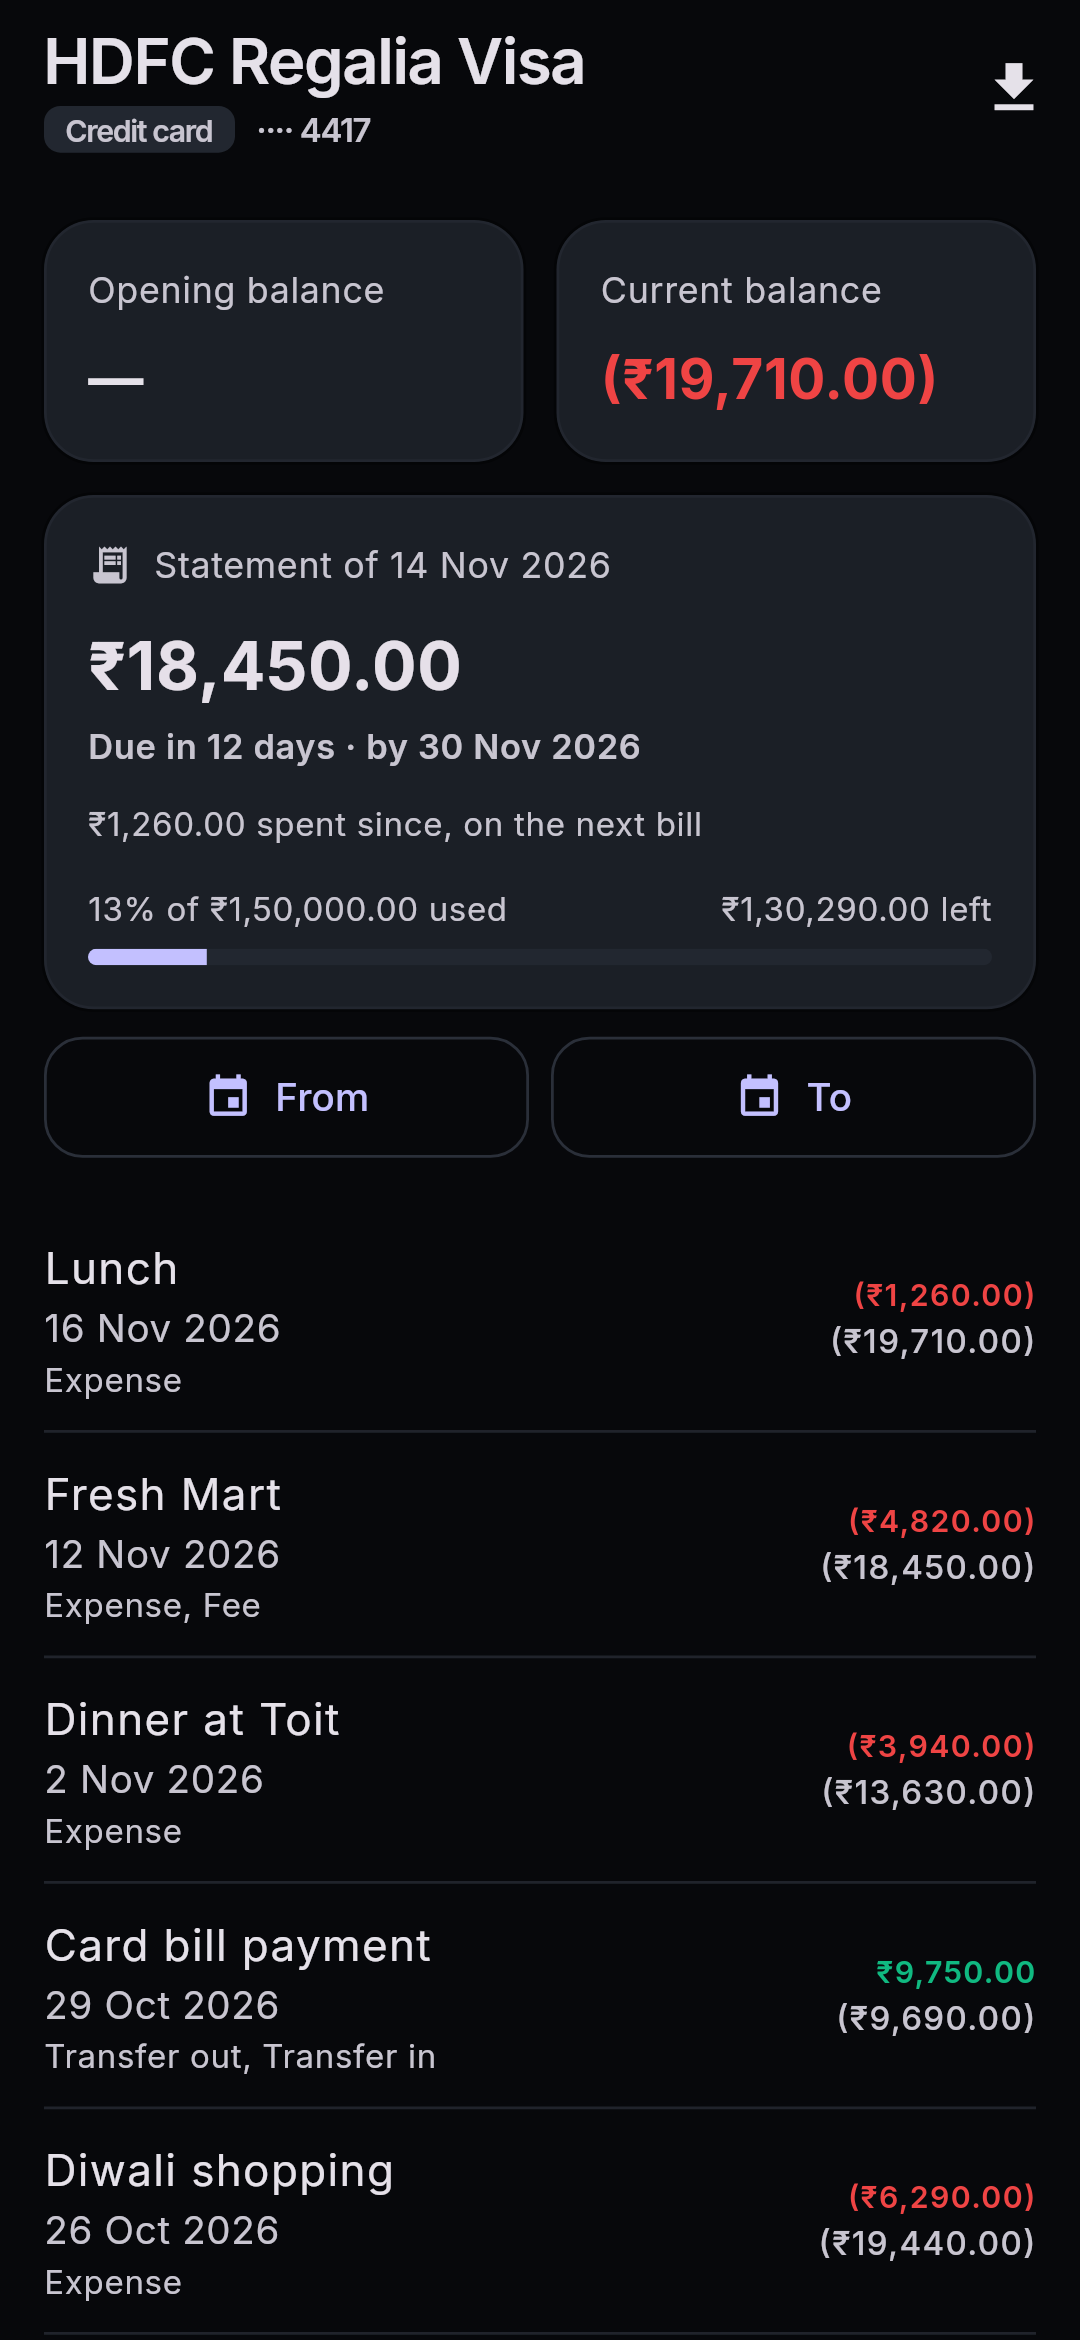 HDFC Regalia Visa
Credit card ···· 4417
Opening balance
—
Current balance
(₹19,710.00)
Statement of 14 Nov 2026
₹18,450.00
Due in 12 days · by 30 Nov 2026
₹1,260.00 spent since, on the next bill
13% of ₹1,50,000.00 used ₹1,30,290.00 left
From To
Lunch
(₹1,260.00)
16 Nov 2026
(₹19,710.00)
Expense
Fresh Mart
(₹4,820.00)
12 Nov 2026
(₹18,450.00)
Expense, Fee
Dinner at Toit
(₹3,940.00)
2 Nov 2026
(₹13,630.00)
Expense
Card bill payment
₹9,750.00
29 Oct 2026
(₹9,690.00)
Transfer out, Transfer in
Diwali shopping
(₹6,290.00)
26 Oct 2026
(₹19,440.00)
Expense